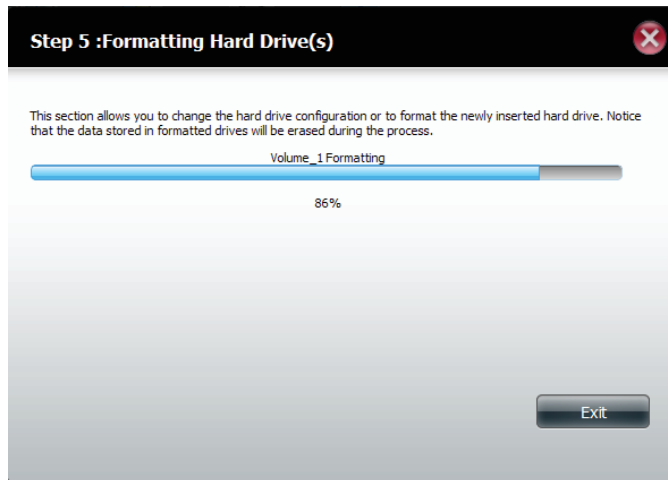 Step 5 :Formatting Hard Drive(s)
This section allows you to change the hard drive configuration or to format the newly inserted hard drive. Notice
that the data stored in formatted drives will be erased during the process.
Volume_1 Formatting
86%
Exit